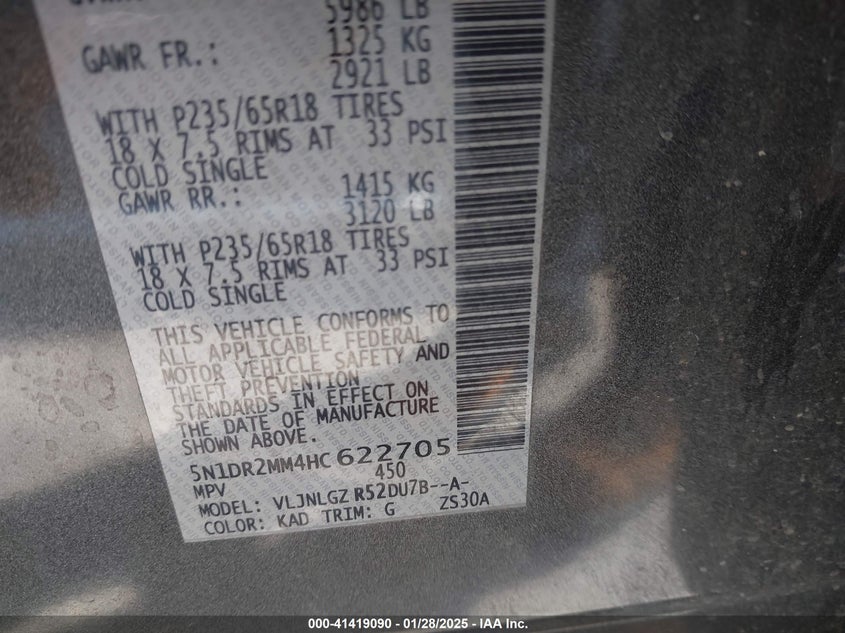 5986 LB
GAWR FR.: 1325 KG
2921 LB
WITH P235/65R18 TIRES
18 X 7.5 RIMS AT 33 PSI
COLD SINGLE
GAWR RR.: 1415 KG
3120 LB
WITH P235/65R18 TIRES
18 X 7.5 RIMS AT 33 PSI
COLD SINGLE
THIS VEHICLE CONFORMS TO
ALL APPLICABLE FEDERAL
MOTOR VEHICLE SAFETY AND
THEFT PREVENTION
STANDARDS IN EFFECT ON
THE DATE OF MANUFACTURE
SHOWN ABOVE.
5N1DR2MM4HC622705
MPV 450
MODEL: VLJNLGZ R52DU7B--A-
COLOR: KAD TRIM: G ZS30A
000-41419090 - 01/28/2025 - IAA Inc.